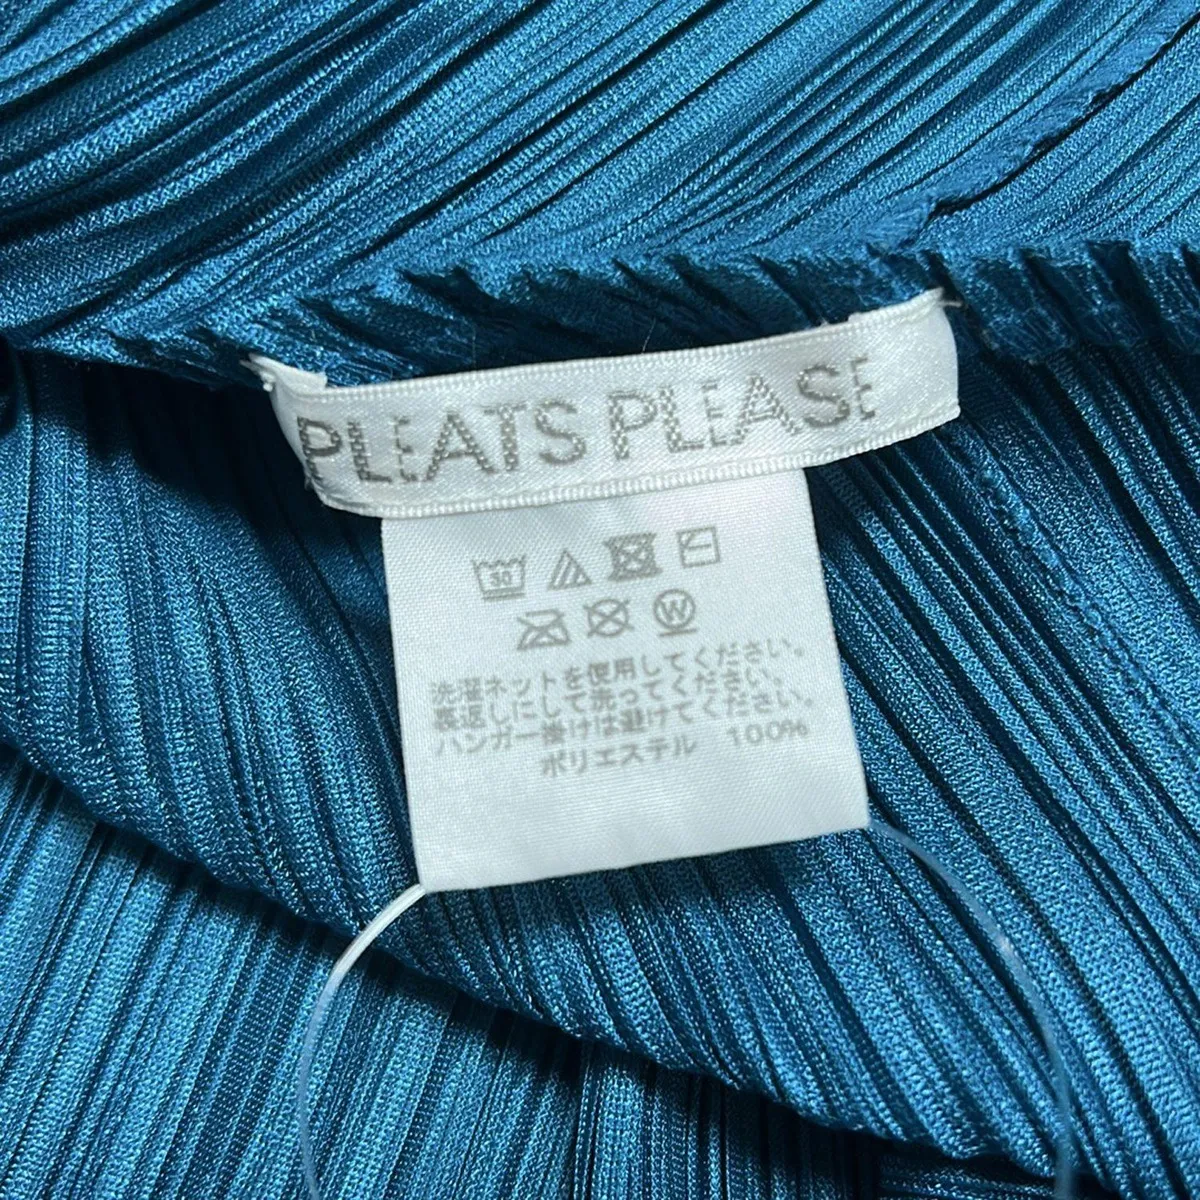 PLEATS PLEASE
30
W
洗濯ネットを使用してください。
裏返しにして洗ってください。
ハンガー掛けは避けてください。
ポリエステル 100%